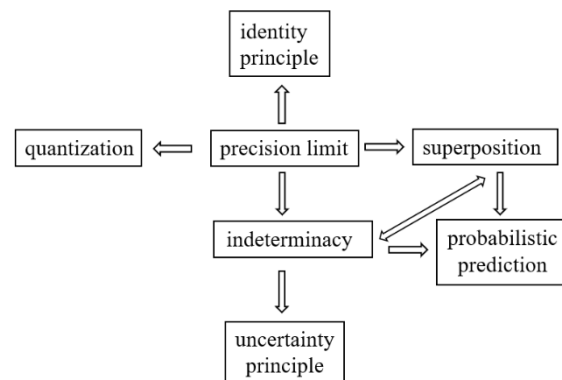 identity
principle
quantization
precision limit
superposition
indeterminacy
probabilistic
prediction
uncertainty
principle